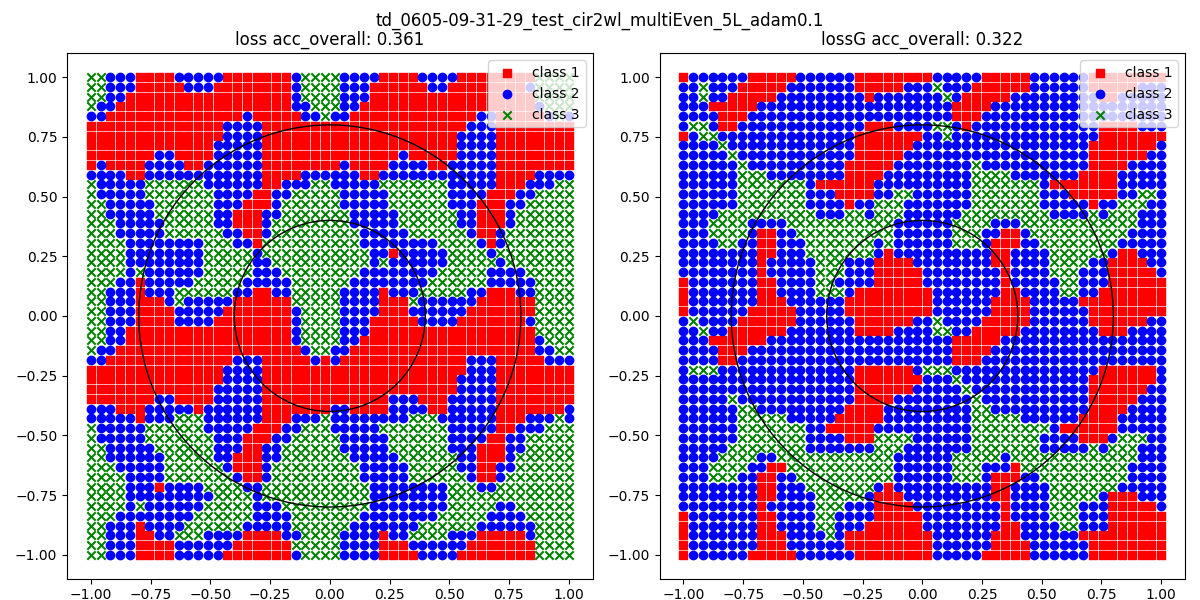 td_0605-09-31-29_test_cir2wl_multiEven_5L_adam0.1
loss acc_overall: 0.361
lossG acc_overall: 0.322
class 1
class 2
class 3
class 1
class 2
class 3
1.00
0.75
0.50
0.25
0.00
−0.25
−0.50
−0.75
−1.00
1.00
0.75
0.50
0.25
0.00
−0.25
−0.50
−0.75
−1.00
−1.00 −0.75 −0.50 −0.25 0.00 0.25 0.50 0.75 1.00
−1.00 −0.75 −0.50 −0.25 0.00 0.25 0.50 0.75 1.00